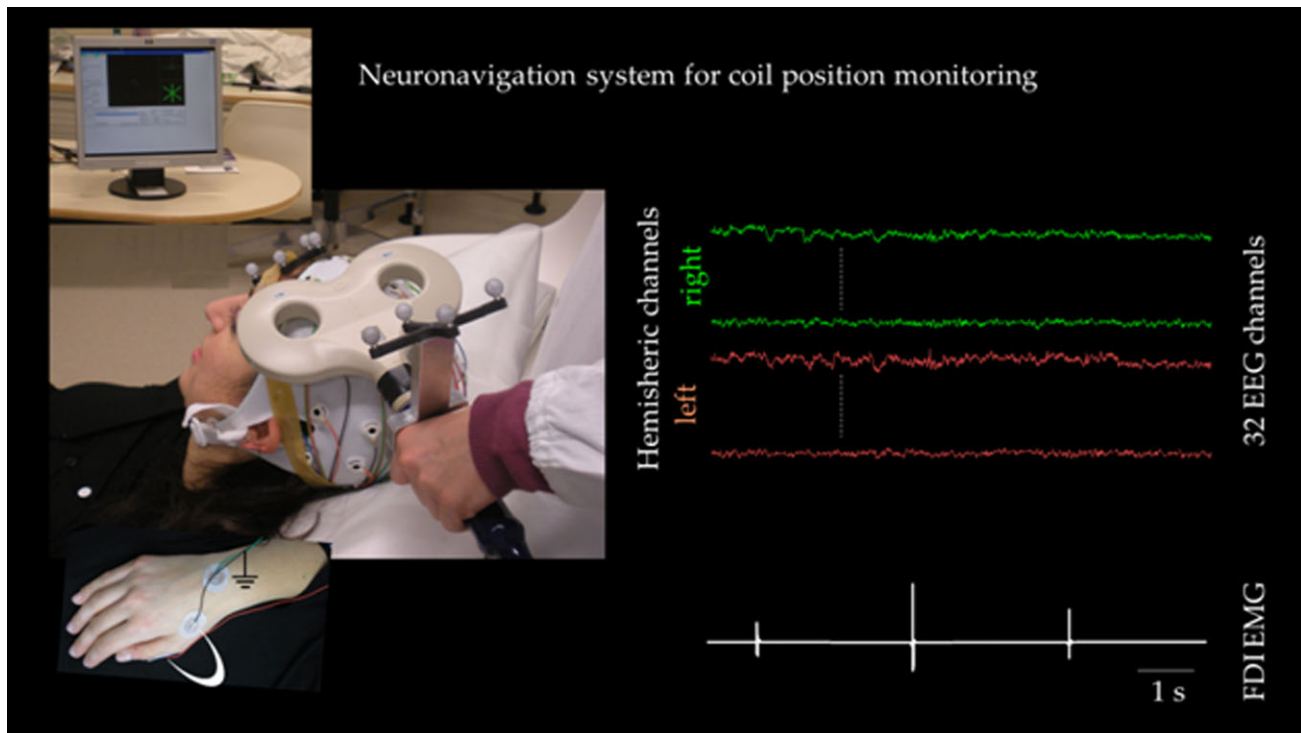 Neuronavigation system for coil position monitoring
Hemisheric channels
right
left
32 EEG channels
FDI EMG
1 s